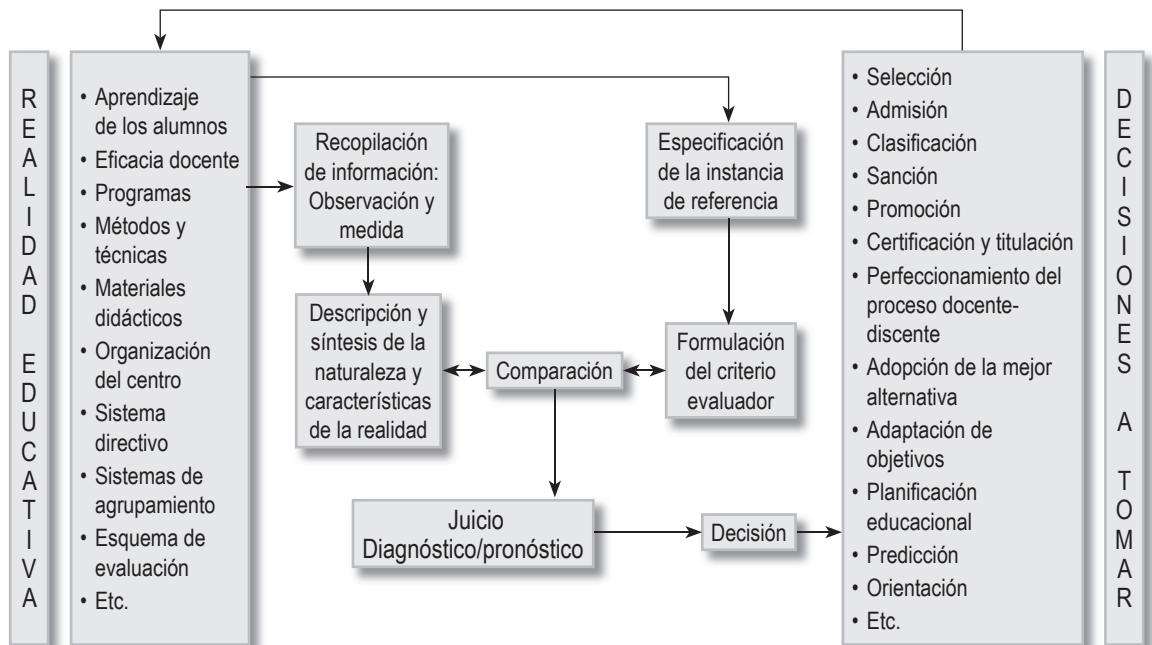 REALIDAD EDUCATIVA
• Aprendizaje
de los alumnos
• Eficacia docente
• Programas
• Métodos y
técnicas
• Materiales
didácticos
• Organización
del centro
• Sistema
directivo
• Sistemas de
agrupamiento
• Esquema de
evaluación
• Etc.
Recopilación
de información:
Observación y
medida
Descripción y
síntesis de la
naturaleza y
características
de la realidad
Comparación
Especificación
de la instancia
de referencia
Formulación
del criterio
evaluador
Juicio
Diagnóstico/pronóstico
Decisión
• Selección
• Admisión
• Clasificación
• Sanción
• Promoción
• Certificación y titulación
• Perfeccionamiento del
proceso docente-
discente
• Adopción de la mejor
alternativa
• Adaptación de
objetivos
• Planificación
educacional
• Predicción
• Orientación
• Etc.
DECISIONES A TOMAR